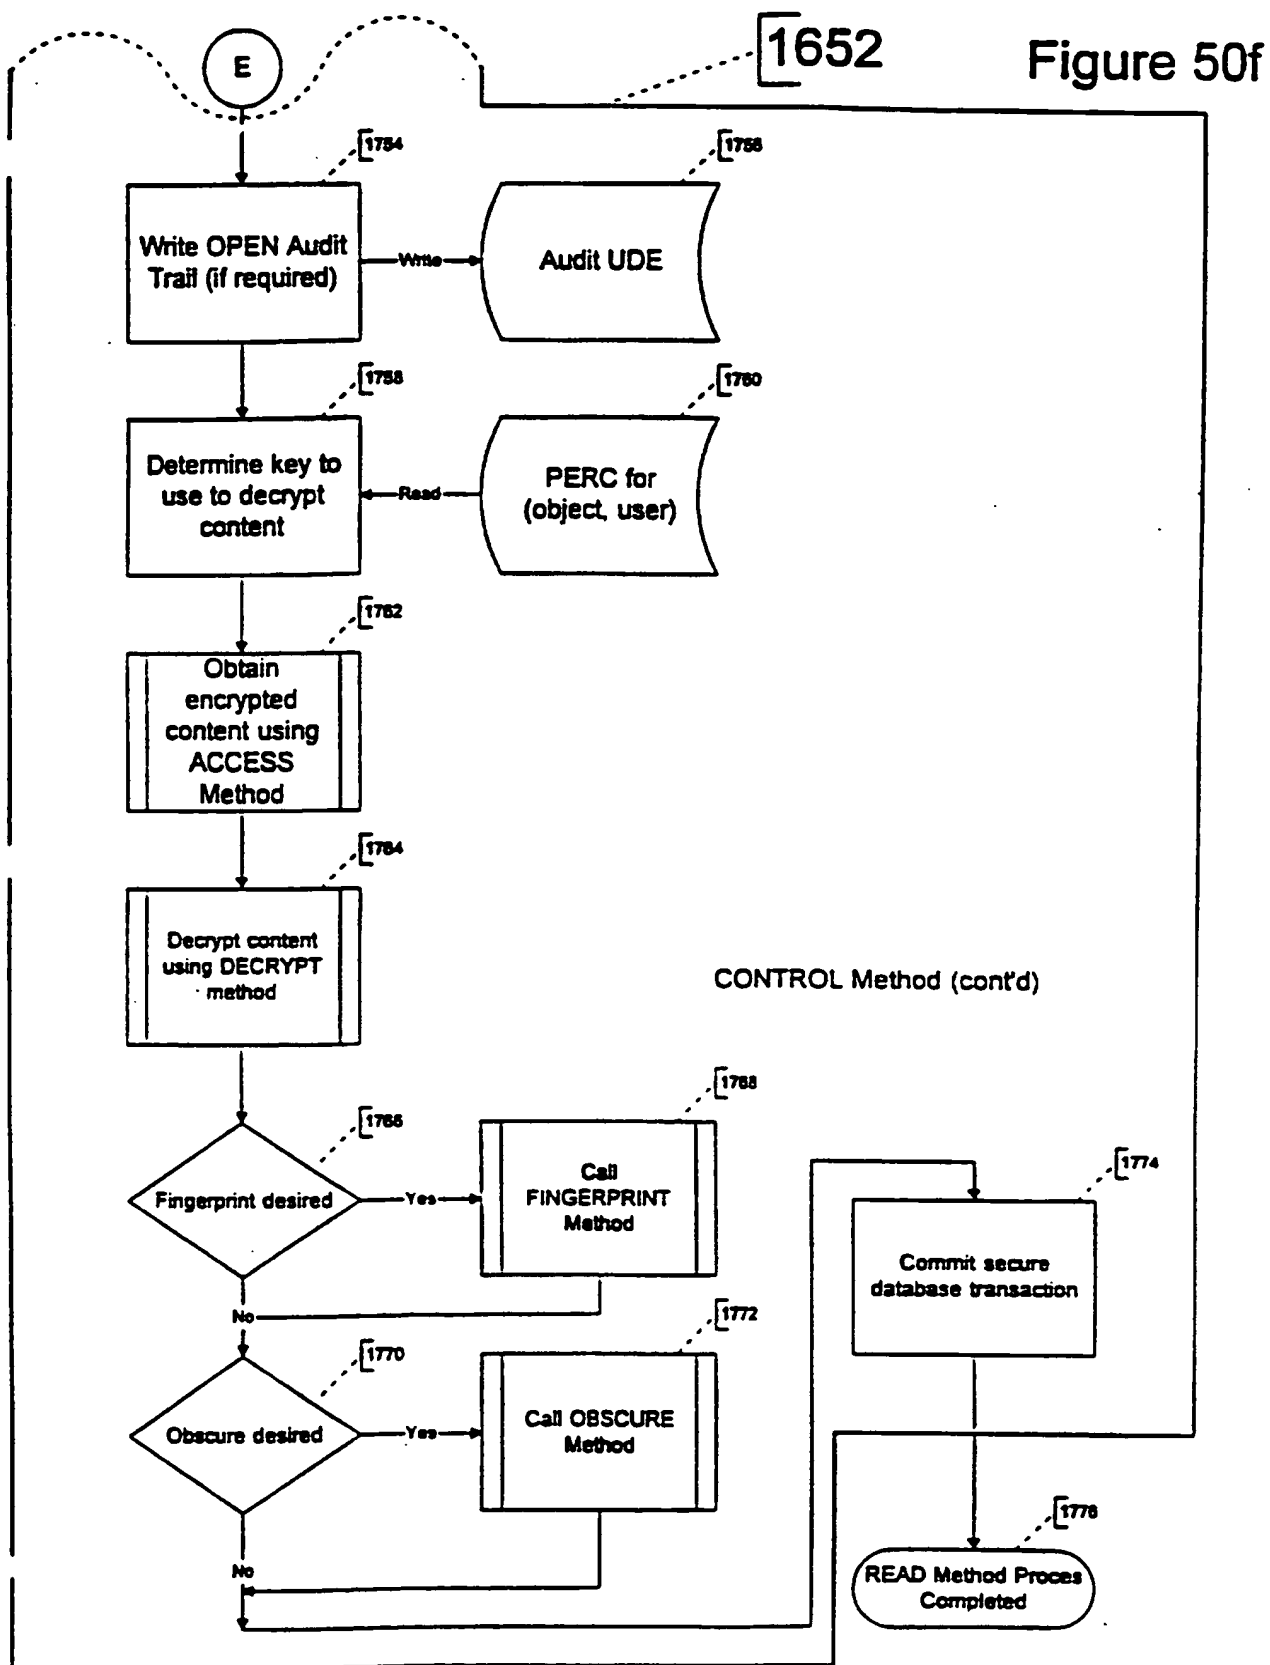 E
1652
Figure 50f
1754
1756
Write OPEN Audit
Trail (if required)
Write
Audit UDE
1758
1760
Determine key to
use to decrypt
content
Read
PERC for
(object, user)
1762
Obtain
encrypted
content using
ACCESS
Method
1764
Decrypt content
using DECRYPT
method
CONTROL Method (cont'd)
1766
1768
Fingerprint desired
Yes
Call
FINGERPRINT
Method
1774
Commit secure
database transaction
No
1770
1772
Obscure desired
Yes
Call OBSCURE
Method
1776
READ Method Proces
Completed
No